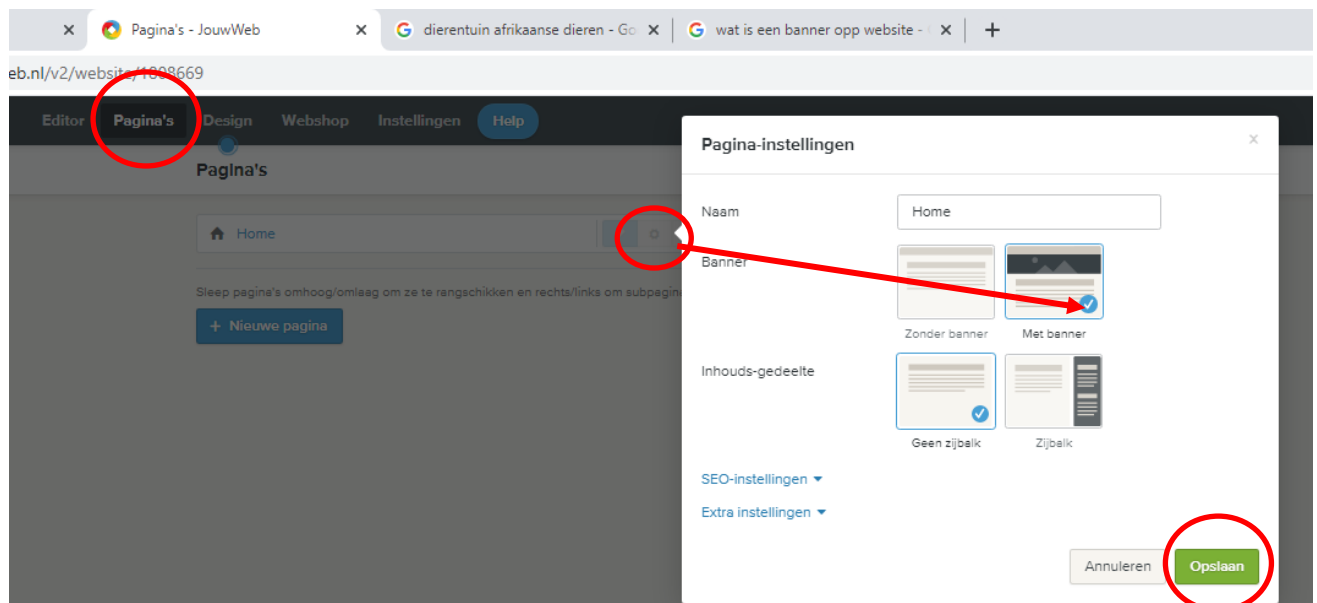 Pagina's - JouwWeb
dierentuin afrikaanse dieren - Go
wat is een banner opp website -
eb.nl/v2/website/1008669
Editor Pagina's Design Webshop Instellingen Help
Pagina's
Home
Sleep pagina's omhoog/omlaag om ze te rangschikken en rechts/links om subpagin
+ Nieuwe pagina
Pagina-instellingen
Naam Home
Banner
Zonder banner Met banner
Inhouds-gedeelte
Geen zijbalk Zijbalk
SEO-instellingen
Extra instellingen
Annuleren Opslaan